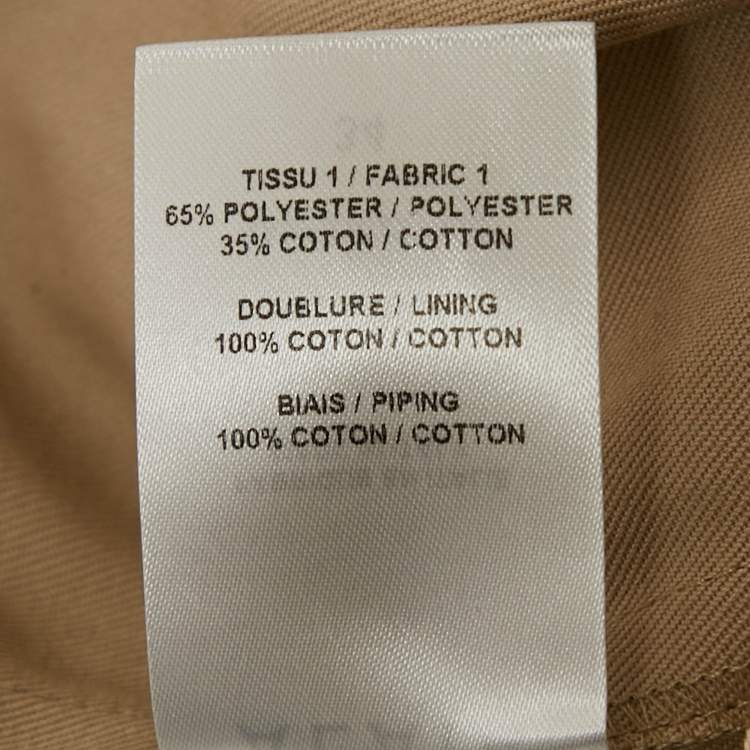 TISSU 1 / FABRIC 1
65% POLYESTER / POLYESTER
35% COTON / COTTON
DOUBLURE / LINING
100% COTON / COTTON
BIAIS / PIPING
100% COTON / COTTON